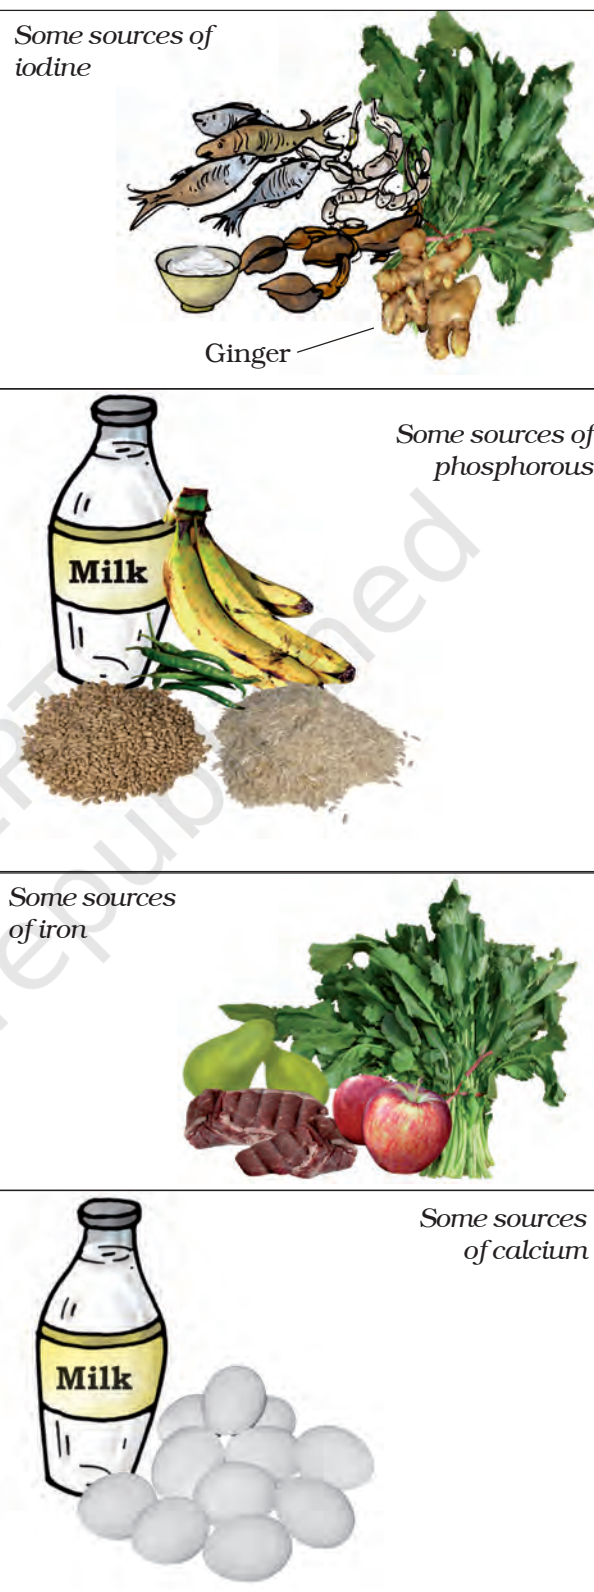 Some sources of
iodine
Ginger
Some sources of
phosphorous
Milk
Some sources
of iron
Some sources
of calcium
Milk